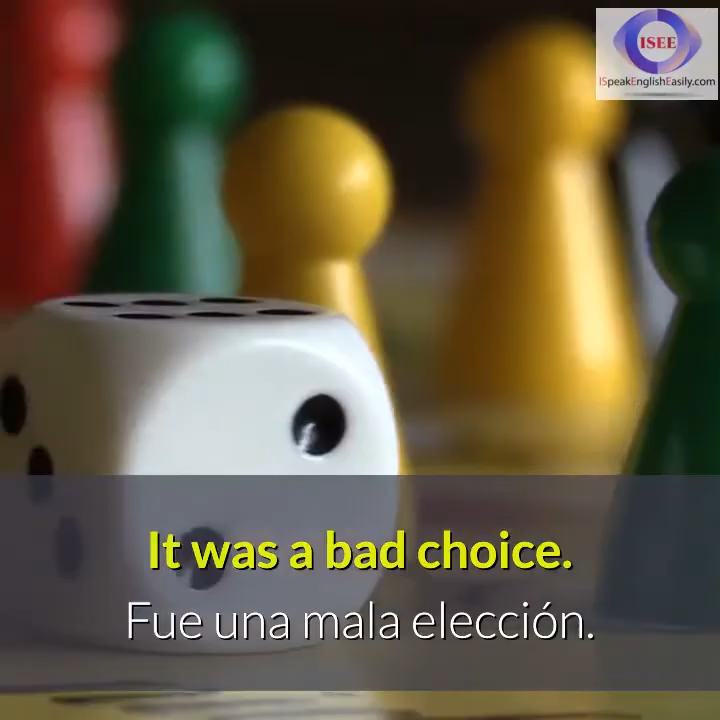 ISEE
ISpeakEnglishEasily.com
It was a bad choice.
Fue una mala elección.